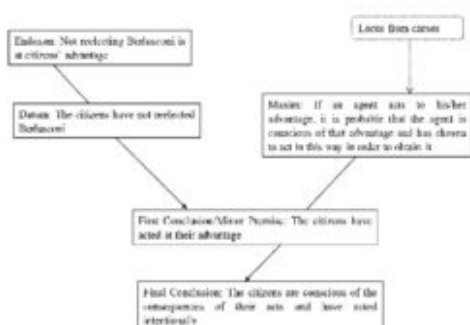 Endoxon: Not reelecting Berlusconi is
at citizens' advantage
Locus from causes
Datum: The citizens have not reelected
Berlusconi
Maxim: If an agent acts to his/her
advantage, it is probable that the agent is
conscious of that advantage and has chosen
to act in this way in order to obtain it
First Conclusion/Minor Premise: The citizens have
acted at their advantage
Final Conclusion: The citizens are conscious of the
consequences of their acts and have acted
intentionally